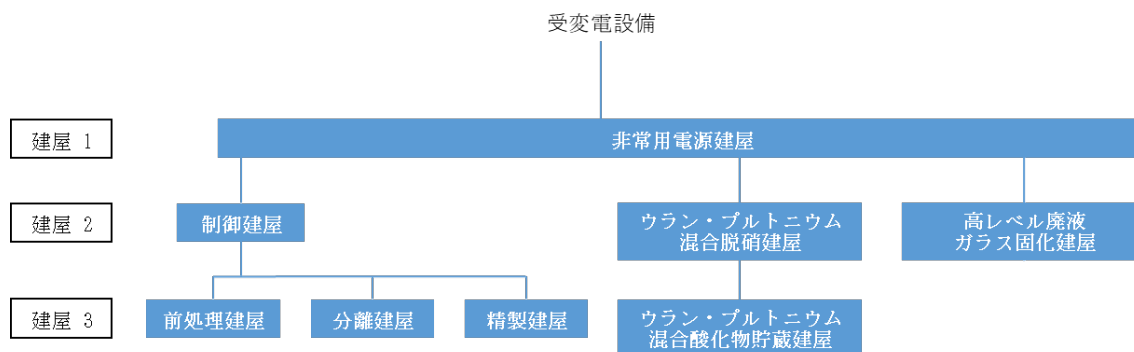 受変電設備
建屋 1
非常用電源建屋
建屋 2
制御建屋
ウラン・プルトニウム
混合脱硝建屋
高レベル廃液
ガラス固化建屋
建屋 3
前処理建屋
分離建屋
精製建屋
ウラン・プルトニウム
混合酸化物貯蔵建屋